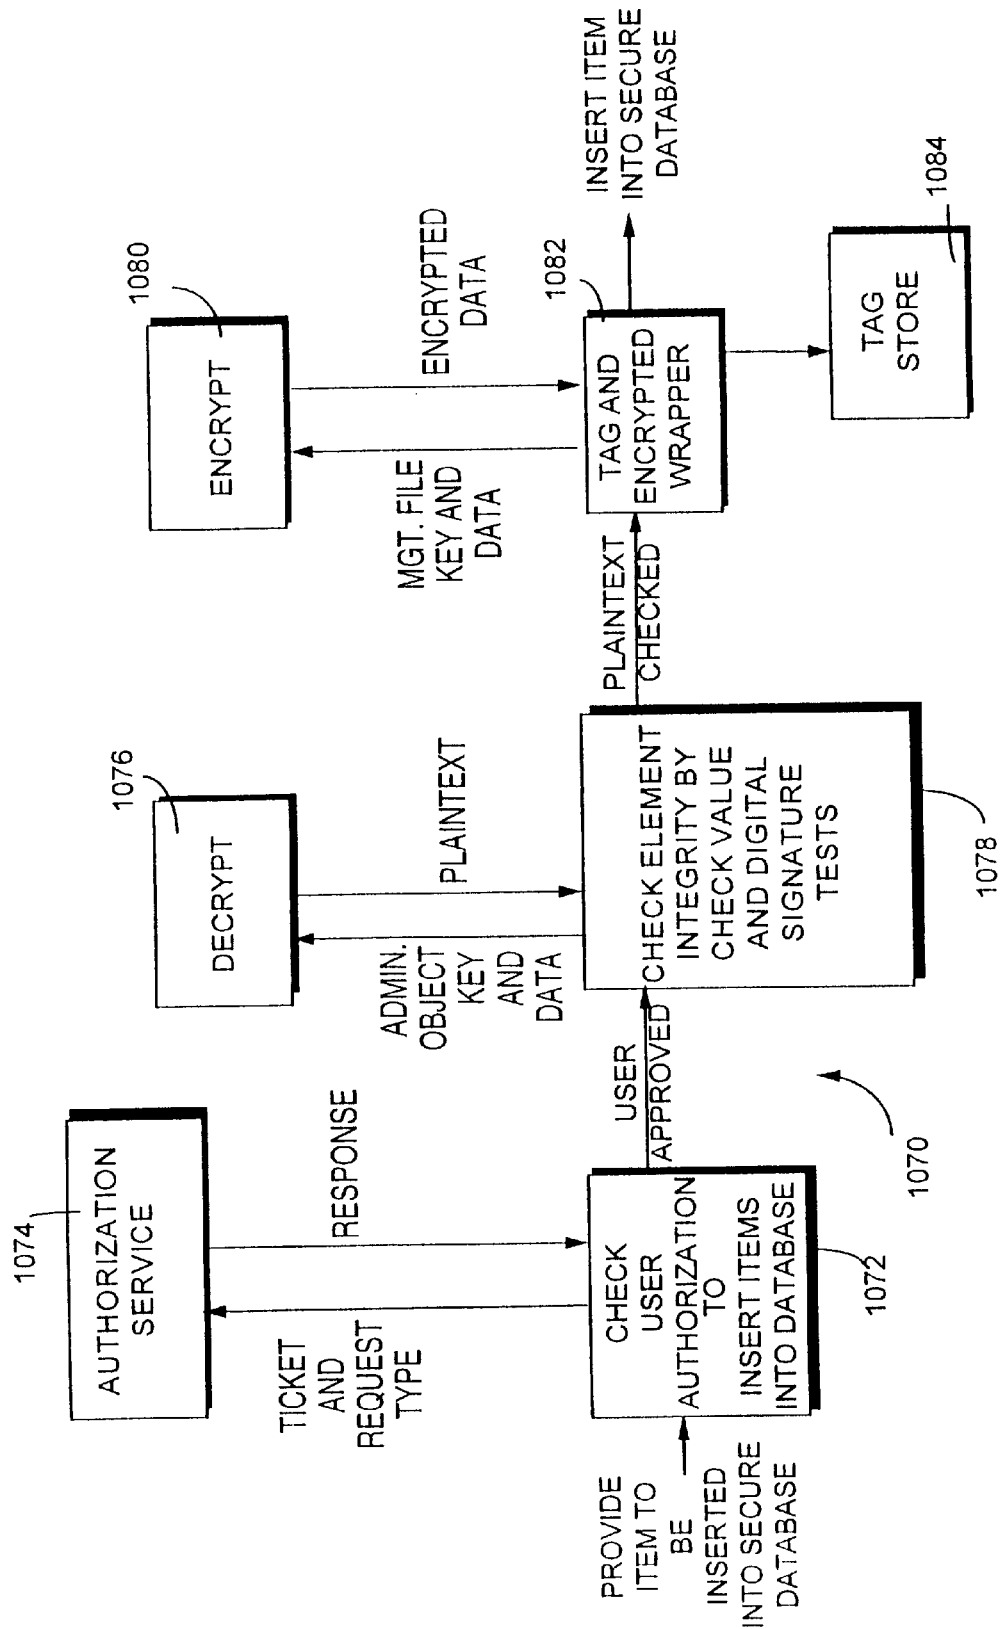 1074
AUTHORIZATION
SERVICE
TICKET
AND
REQUEST
TYPE
RESPONSE
PROVIDE
ITEM TO
BE
INSERTED
INTO SECURE
DATABASE
CHECK
USER
AUTHORIZATION
TO
INSERT ITEMS
INTO DATABASE
1072
1070
USER
APPROVED
1076
DECRYPT
ADMIN.
OBJECT
KEY
AND
DATA
PLAINTEXT
CHECK ELEMENT
INTEGRITY BY
CHECK VALUE
AND DIGITAL
SIGNATURE
TESTS
1078
PLAINTEXT
CHECKED
1080
ENCRYPT
MGT. FILE
KEY AND
DATA
ENCRYPTED
DATA
1082
TAG AND
ENCRYPTED
WRAPPER
INSERT ITEM
INTO SECURE
DATABASE
TAG
STORE
1084